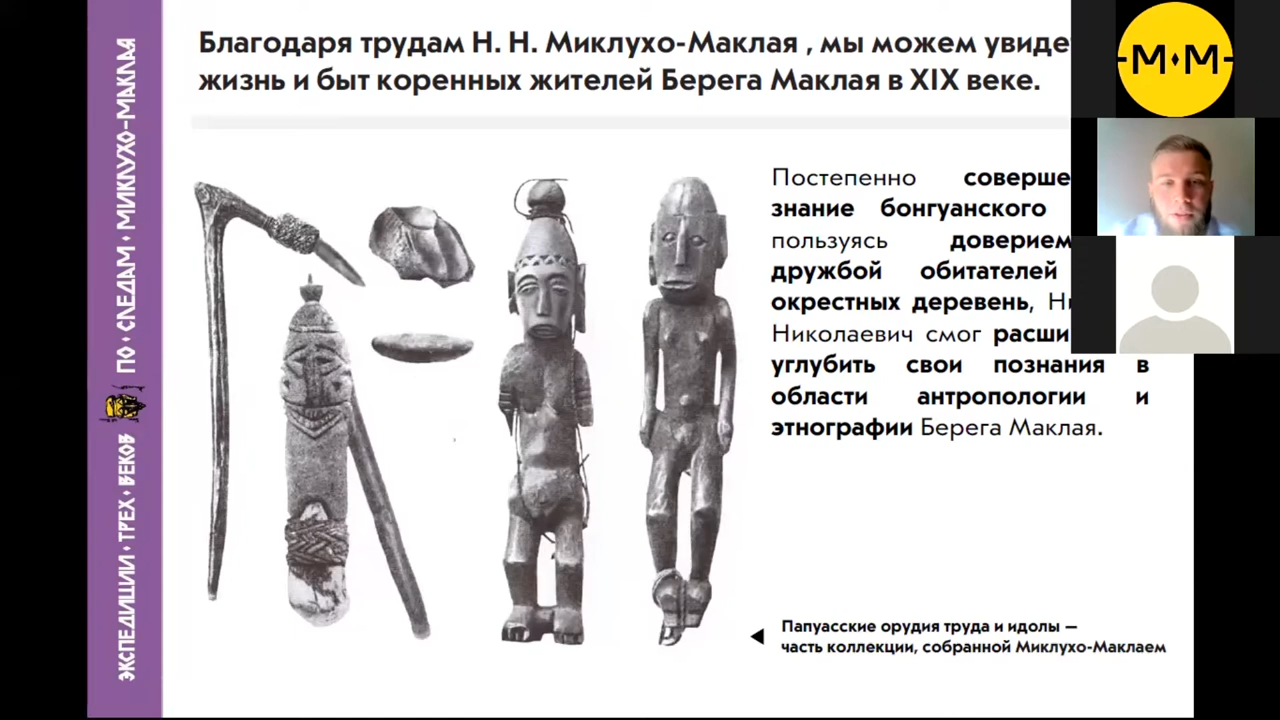 Благодаря трудам Н. Н. Миклухо-Маклая , мы можем
жизнь и быт коренных жителей Берега Маклая в XIX веке.
-М·М-
Постепенно
знание бонгуанского
пользуясь доверием
дружбой обитателей
окрестных деревень,
Николаевич смог
углубить свои познания в
области антропологии и
этнографии Берега Маклая.
Папуасские орудия труда и идолы —
часть коллекции, собранной Миклухо-Маклаем
ЭКСПЕДИЦИИ · ТРЕХ · ВЕКОВ ПО · СЛЕДАМ · МИКЛУХО-МАКЛАЯ